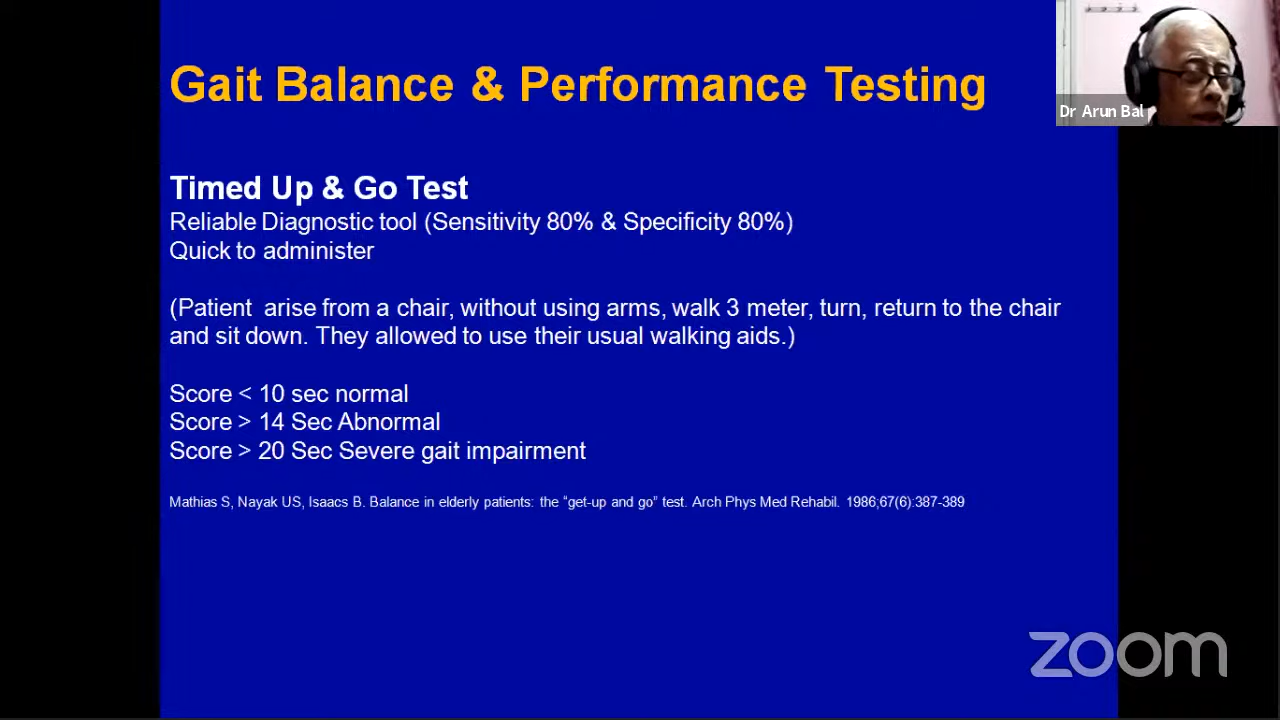 Gait Balance & Performance Testing
Dr Arun Bal
Timed Up & Go Test
Reliable Diagnostic tool (Sensitivity 80% & Specificity 80%)
Quick to administer
(Patient arise from a chair, without using arms, walk 3 meter, turn, return to the chair
and sit down. They allowed to use their usual walking aids.)
Score < 10 sec normal
Score > 14 Sec Abnormal
Score > 20 Sec Severe gait impairment
Mathias S, Nayak US, Isaacs B. Balance in elderly patients: the “get-up and go” test. Arch Phys Med Rehabil. 1986;67(6):387-389
zoom